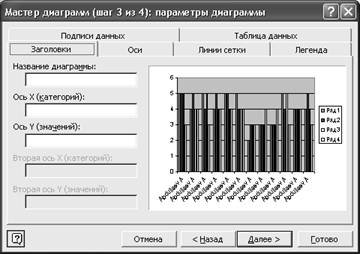 Мастер диаграмм (шаг 3 из 4): параметры диаграммы
Подписи данных
Таблица данных
Заголовки
Оси
Линии сетки
Легенда
Название диаграммы:
Ось X (категорий):
Ось Y (значений):
Вторая ось X (категорий):
Вторая ось Y (значений):
6
5
4
3
2
1
0
Ряд1
Ряд2
Ряд3
Ряд4
Отмена
< Назад
Далее >
Готово